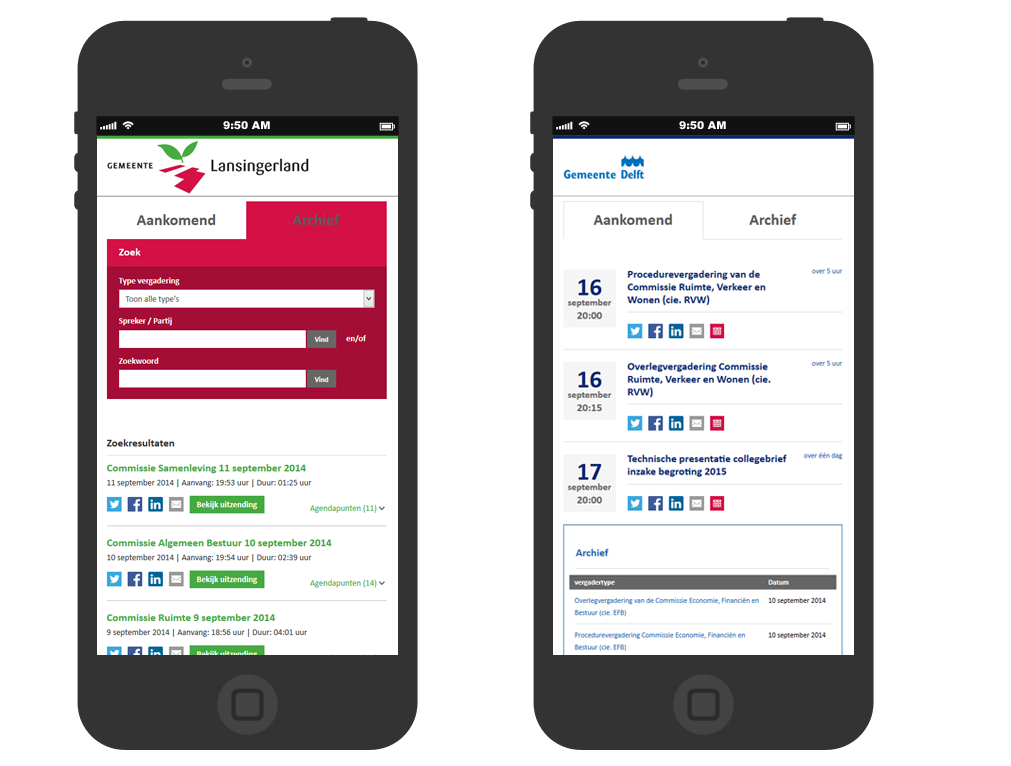 9:50 AM
GEMEENTE Lansingerland
Aankomend Archief
Zoek
Type vergadering
Toon alle type's
Spreker / Partij
Vind en/of
Zoekwoord
Vind
Zoekresultaten
Commissie Samenleving 11 september 2014
11 september 2014 | Aanvang: 19:53 uur | Duur: 01:25 uur
Bekijk uitzending Agendapunten (11)
Commissie Algemeen Bestuur 10 september 2014
10 september 2014 | Aanvang: 19:54 uur | Duur: 02:39 uur
Bekijk uitzending Agendapunten (14)
Commissie Ruimte 9 september 2014
9 september 2014 | Aanvang: 18:56 uur | Duur: 04:01 uur
Bekijk uitzending
9:50 AM
Gemeente Delft
Aankomend Archief
16
september
20:00
Procedurevergadering van de
Commissie Ruimte, Verkeer en
Wonen (cie. RVW)
over 5 uur
16
september
20:15
Overlegvergadering Commissie
Ruimte, Verkeer en Wonen (cie.
RVW)
over 5 uur
17
september
20:00
Technische presentatie collegebrief
inzake begroting 2015
over één dag
Archief
vergadertype Datum
Overlegvergadering van de Commissie Economie, Financiën en
Bestuur (cie. EFB)
10 september 2014
Procedurevergadering Commissie Economie, Financiën en
Bestuur (cie. EFB)
10 september 2014